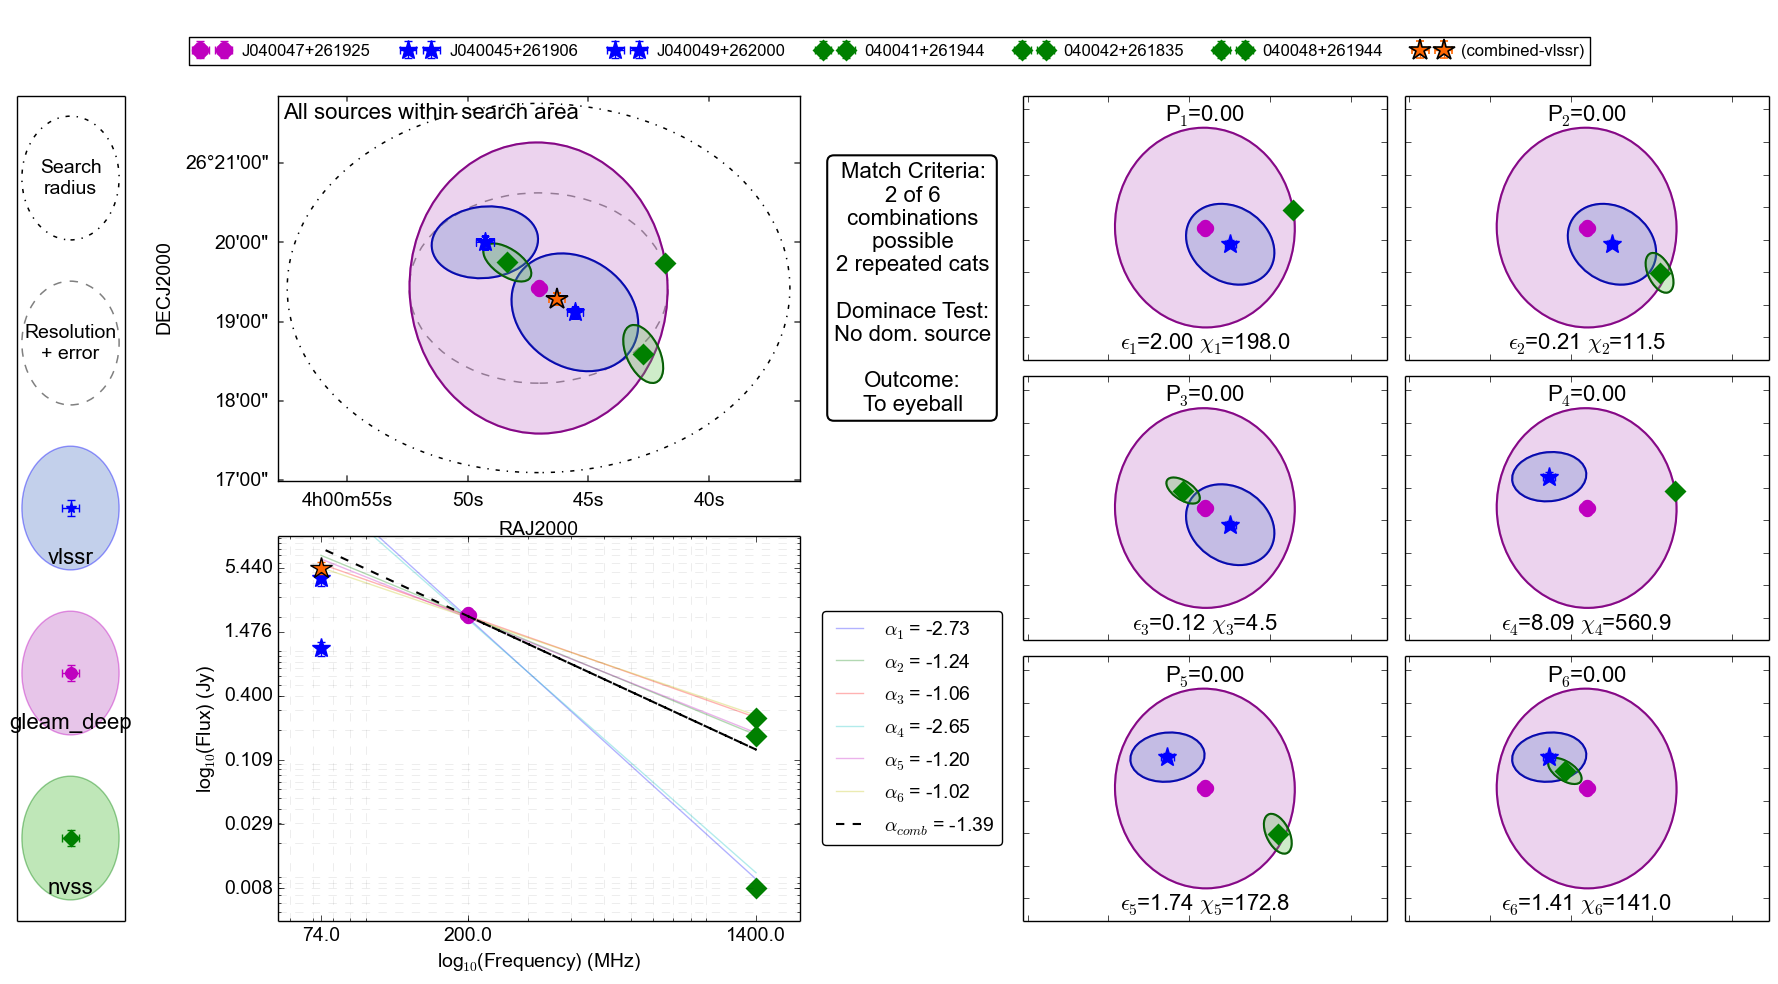 J040047+261925 J040045+261906 J040049+262000 040041+261944 040042+261835 040048+261944 (combined-vlssr)
Search
radius
Resolution
+ error
vlssr
gleam_deep
nvss
All sources within search area
DECJ2000
26°21'00"
20'00"
19'00"
18'00"
17'00"
4h00m55s 50s 45s 40s
RAJ2000
Match Criteria:
2 of 6
combinations
possible
2 repeated cats
Dominace Test:
No dom. source
Outcome:
To eyeball
log₁₀(Flux) (Jy)
5.440
1.476
0.400
0.109
0.029
0.008
74.0 200.0 1400.0
log₁₀(Frequency) (MHz)
α₁ = -2.73
α₂ = -1.24
α₃ = -1.06
α₄ = -2.65
α₅ = -1.20
α₆ = -1.02
α_comb = -1.39
P₁=0.00
ϵ₁=2.00 χ₁=198.0
P₂=0.00
ϵ₂=0.21 χ₂=11.5
P₃=0.00
ϵ₃=0.12 χ₃=4.5
P₄=0.00
ϵ₄=8.09 χ₄=560.9
P₅=0.00
ϵ₅=1.74 χ₅=172.8
P₆=0.00
ϵ₆=1.41 χ₆=141.0